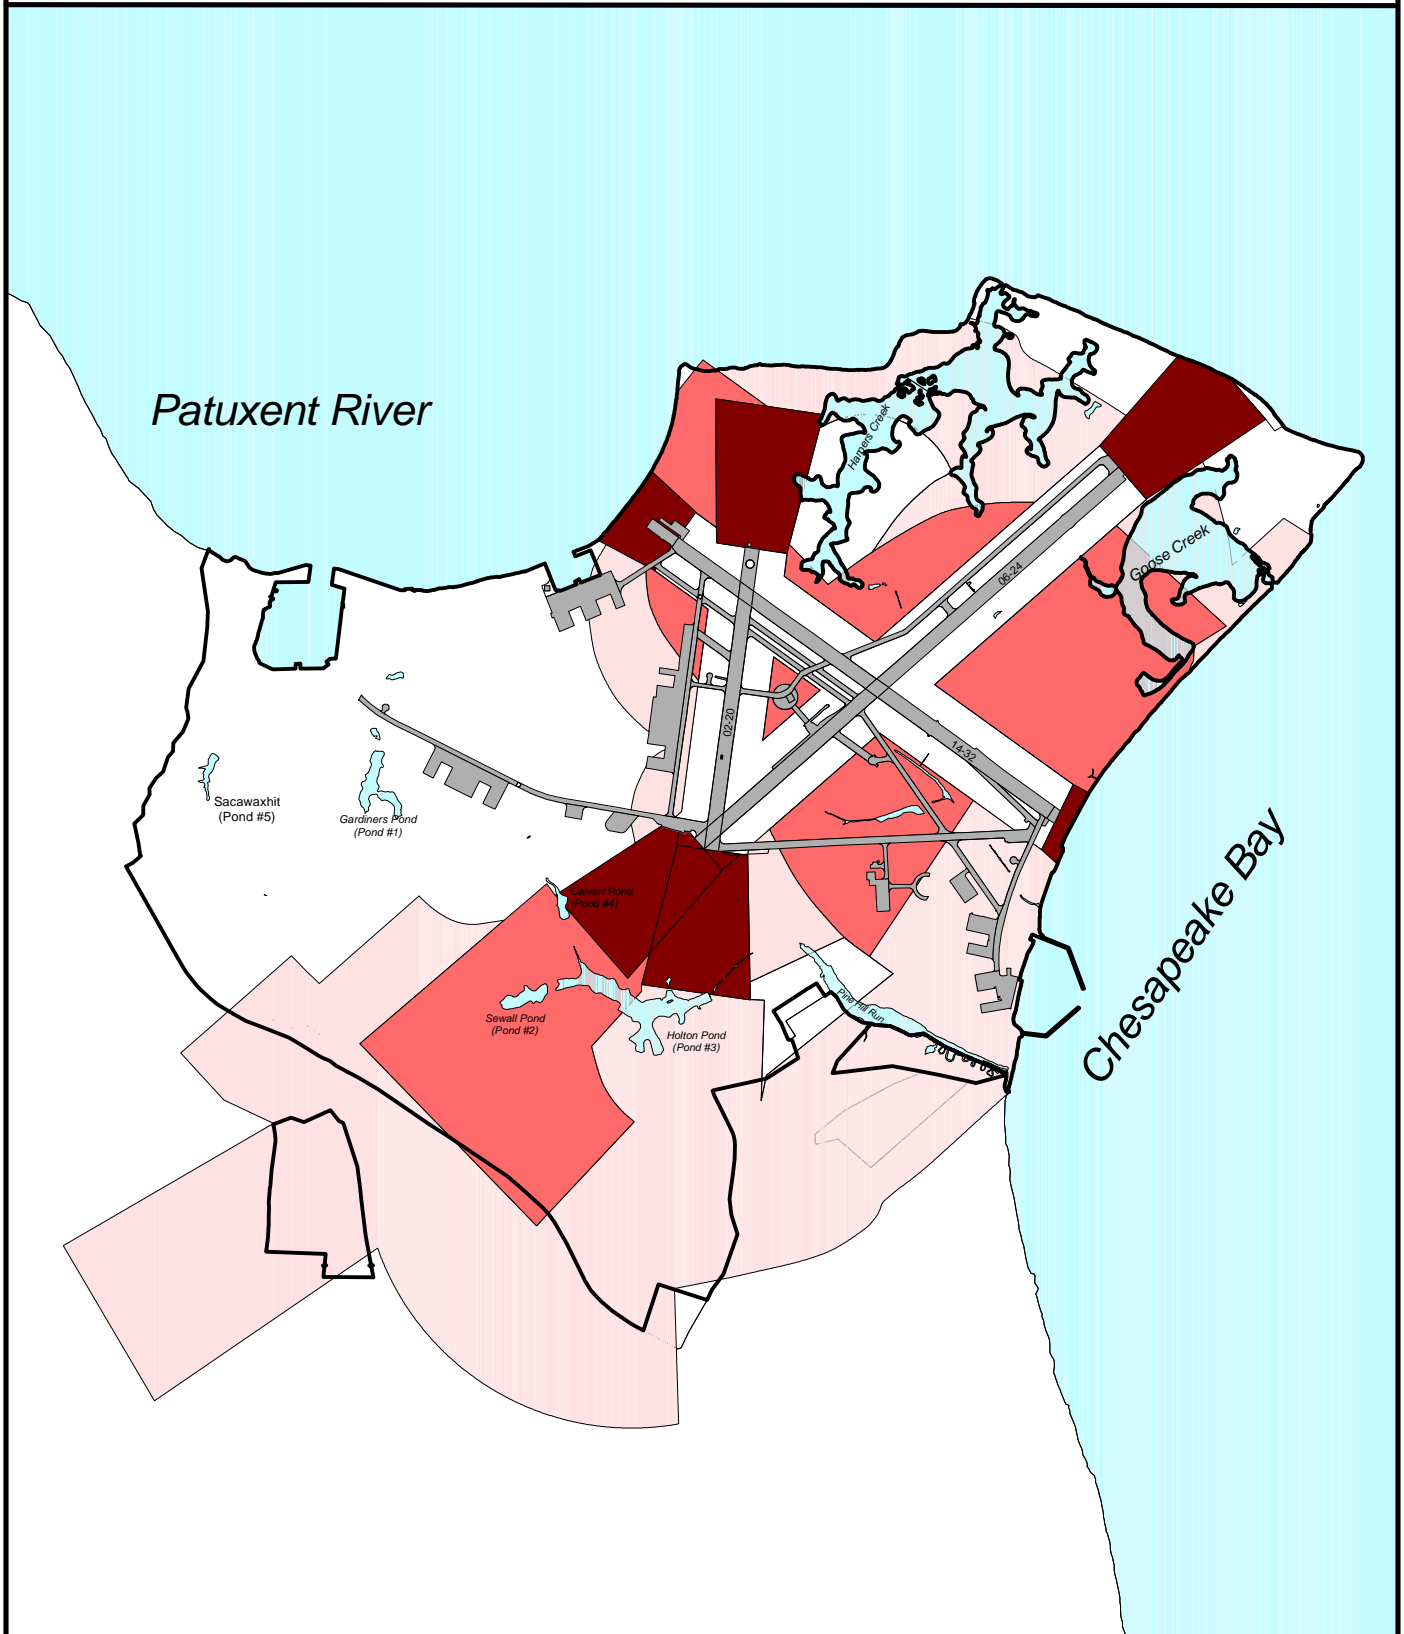 Patuxent River
Harpers Creek
Goose Creek
06-24
02-20
14-32
Sacawaxhit
(Pond #5)
Gardiners Pond
(Pond #1)
Calvert Pond
(Pond #4)
Sewall Pond
(Pond #2)
Holton Pond
(Pond #3)
Pine Hill Run
Chesapeake Bay